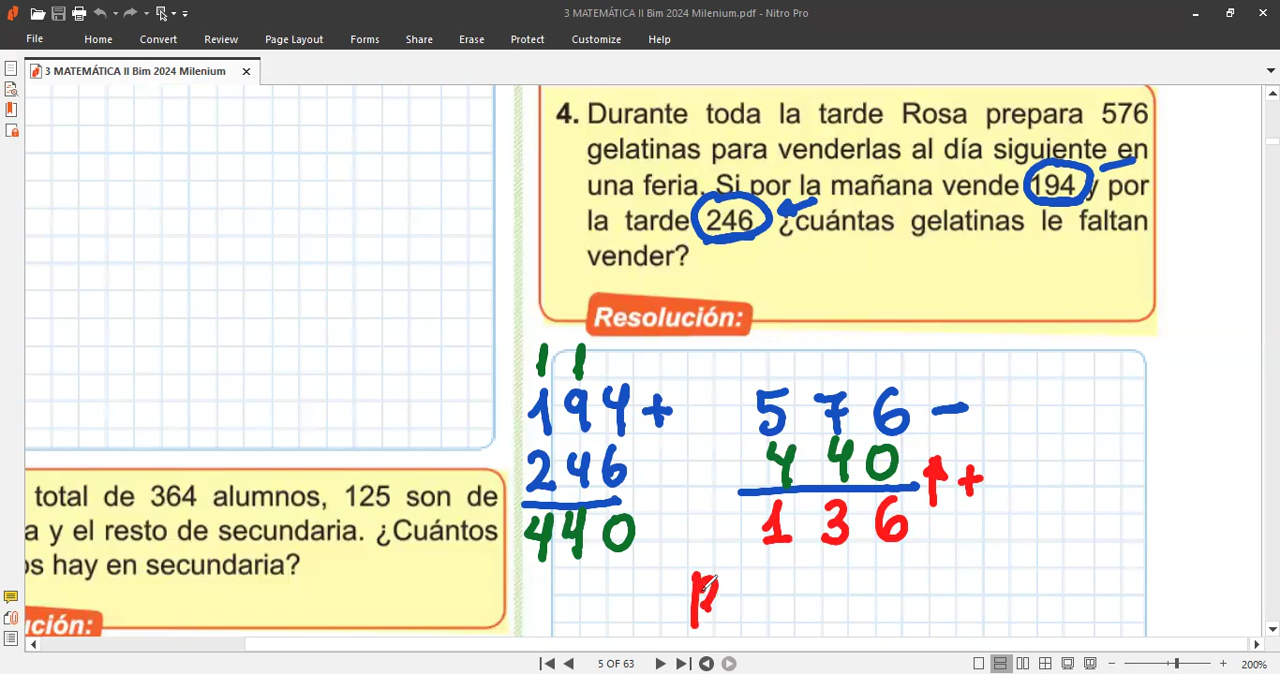 3 MATEMÁTICA II Bim 2024 Milenium.pdf - Nitro Pro
File Home Convert Review Page Layout Forms Share Erase Protect Customize Help
3 MATEMÁTICA II Bim 2024 Milenium
4. Durante toda la tarde Rosa prepara 576
gelatinas para venderlas al día siguiente en
una feria. Si por la mañana vende 194 y por
la tarde 246 ¿cuántas gelatinas le faltan
vender?
Resolución:
1 1
194 +
246
440
576 -
440 +
136
total de 364 alumnos, 125 son de
a y el resto de secundaria. ¿Cuántos
os hay en secundaria?
ución:
5 OF 63
200%